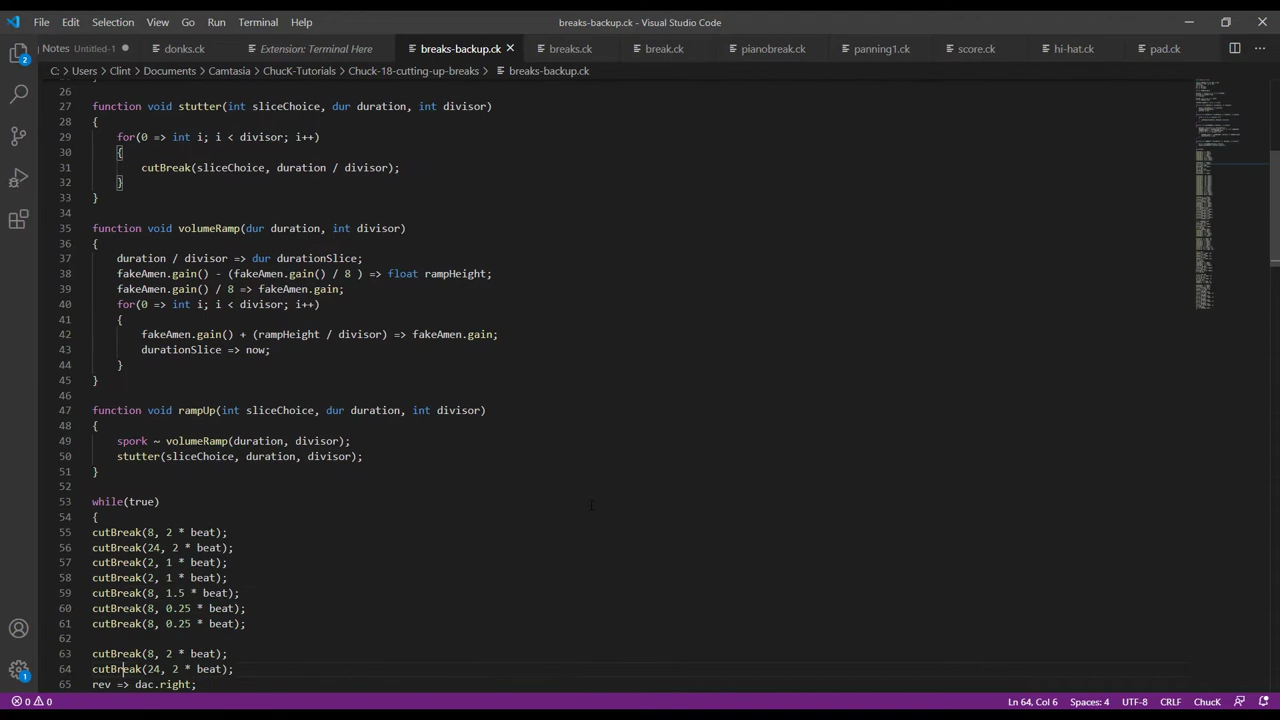 File Edit Selection View Go Run Terminal Help breaks-backup.ck - Visual Studio Code
Notes Untitled-1 donks.ck Extension: Terminal Here breaks-backup.ck breaks.ck break.ck pianobreak.ck panning1.ck score.ck hi-hat.ck pad.ck
C: > Users > Clint > Documents > Camtasia > ChucK-Tutorials > Chuck-18-cutting-up-breaks > breaks-backup.ck
26
27 function void stutter(int sliceChoice, dur duration, int divisor)
28 {
29 for(0 => int i; i < divisor; i++)
30 {
31 cutBreak(sliceChoice, duration / divisor);
32 }
33 }
34
35 function void volumeRamp(dur duration, int divisor)
36 {
37 duration / divisor => dur durationSlice;
38 fakeAmen.gain() - (fakeAmen.gain() / 8 ) => float rampHeight;
39 fakeAmen.gain() / 8 => fakeAmen.gain;
40 for(0 => int i; i < divisor; i++)
41 {
42 fakeAmen.gain() + (rampHeight / divisor) => fakeAmen.gain;
43 durationSlice => now;
44 }
45 }
46
47 function void rampUp(int sliceChoice, dur duration, int divisor)
48 {
49 spork ~ volumeRamp(duration, divisor);
50 stutter(sliceChoice, duration, divisor);
51 }
52
53 while(true)
54 {
55 cutBreak(8, 2 * beat);
56 cutBreak(24, 2 * beat);
57 cutBreak(2, 1 * beat);
58 cutBreak(2, 1 * beat);
59 cutBreak(8, 1.5 * beat);
60 cutBreak(8, 0.25 * beat);
61 cutBreak(8, 0.25 * beat);
62
63 cutBreak(8, 2 * beat);
64 cutBreak(24, 2 * beat);
65 rev => dac.right;
2
1
0 0 Ln 64, Col 6 Spaces: 4 UTF-8 CRLF ChucK